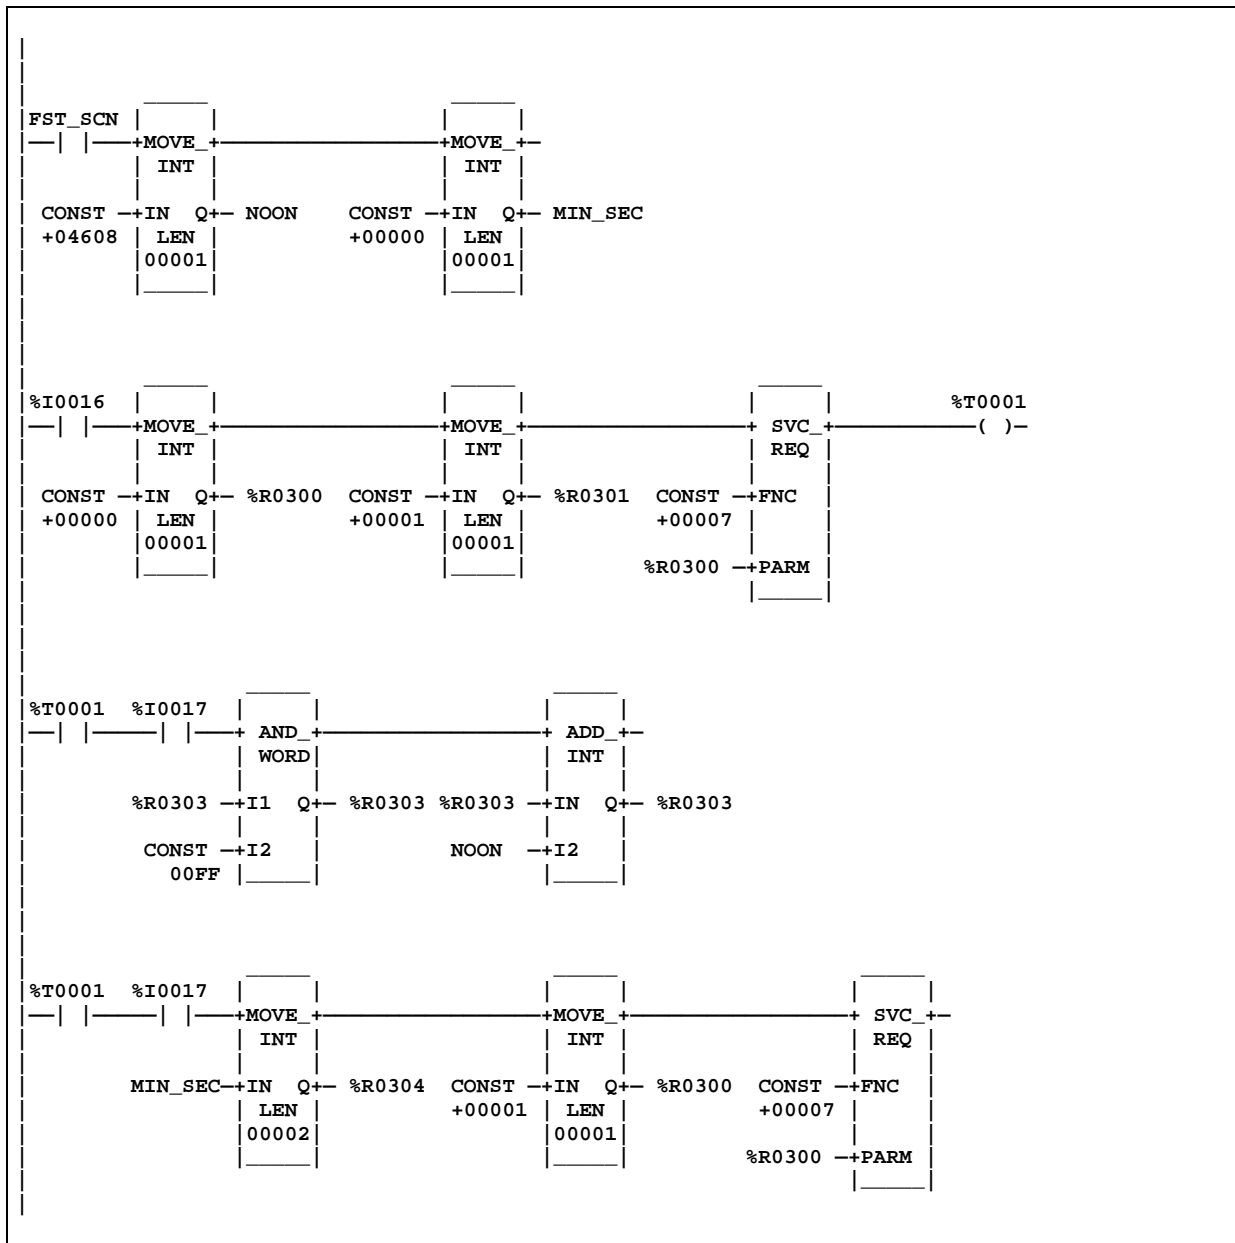 FST_SCN
MOVE_ MOVE_
INT INT
CONST IN Q NOON CONST IN Q MIN_SEC
+04608 LEN +00000 LEN
00001 00001
%I0016 %T0001
MOVE_ MOVE_ SVC_ ( )
INT INT REQ
CONST IN Q %R0300 CONST IN Q %R0301 CONST FNC
+00000 LEN +00001 LEN +00007
00001 00001
%R0300 PARM
%T0001 %I0017
AND_ ADD_
WORD INT
%R0303 I1 Q %R0303 %R0303 IN Q %R0303
CONST I2 NOON I2
00FF
%T0001 %I0017
MOVE_ MOVE_ SVC_
INT INT REQ
MIN_SEC IN Q %R0304 CONST IN Q %R0300 CONST FNC
LEN +00001 LEN +00007
00002 00001
%R0300 PARM